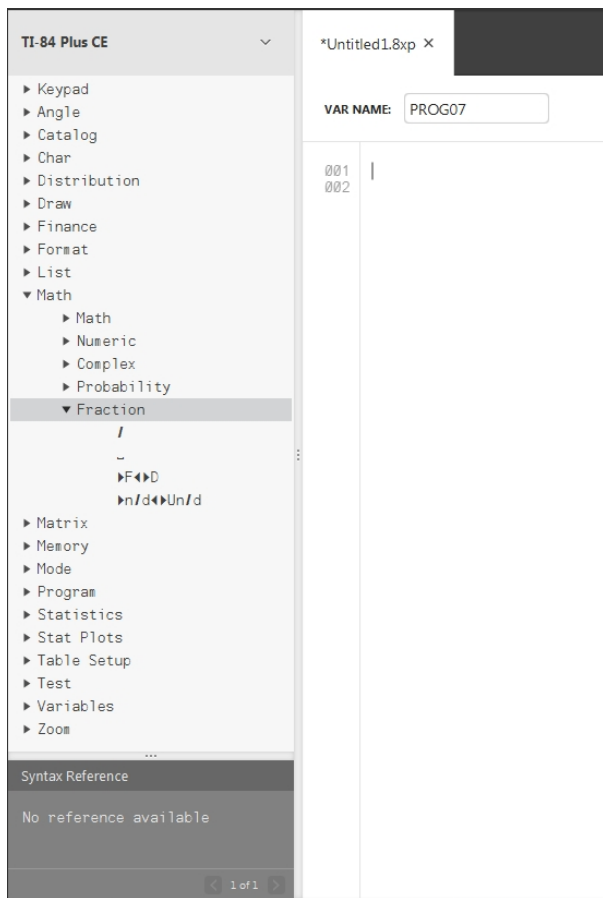 TI-84 Plus CE
▶ Keypad
▶ Angle
▶ Catalog
▶ Char
▶ Distribution
▶ Draw
▶ Finance
▶ Format
▶ List
▼ Math
▶ Math
▶ Numeric
▶ Complex
▶ Probability
▼ Fraction
/
⎵
▶F◀▶D
▶n/d◀▶Un/d
▶ Matrix
▶ Memory
▶ Mode
▶ Program
▶ Statistics
▶ Stat Plots
▶ Table Setup
▶ Test
▶ Variables
▶ Zoom
Syntax Reference
No reference available
1 of 1
*Untitled1.8xp ×
VAR NAME: PROG07
001
002